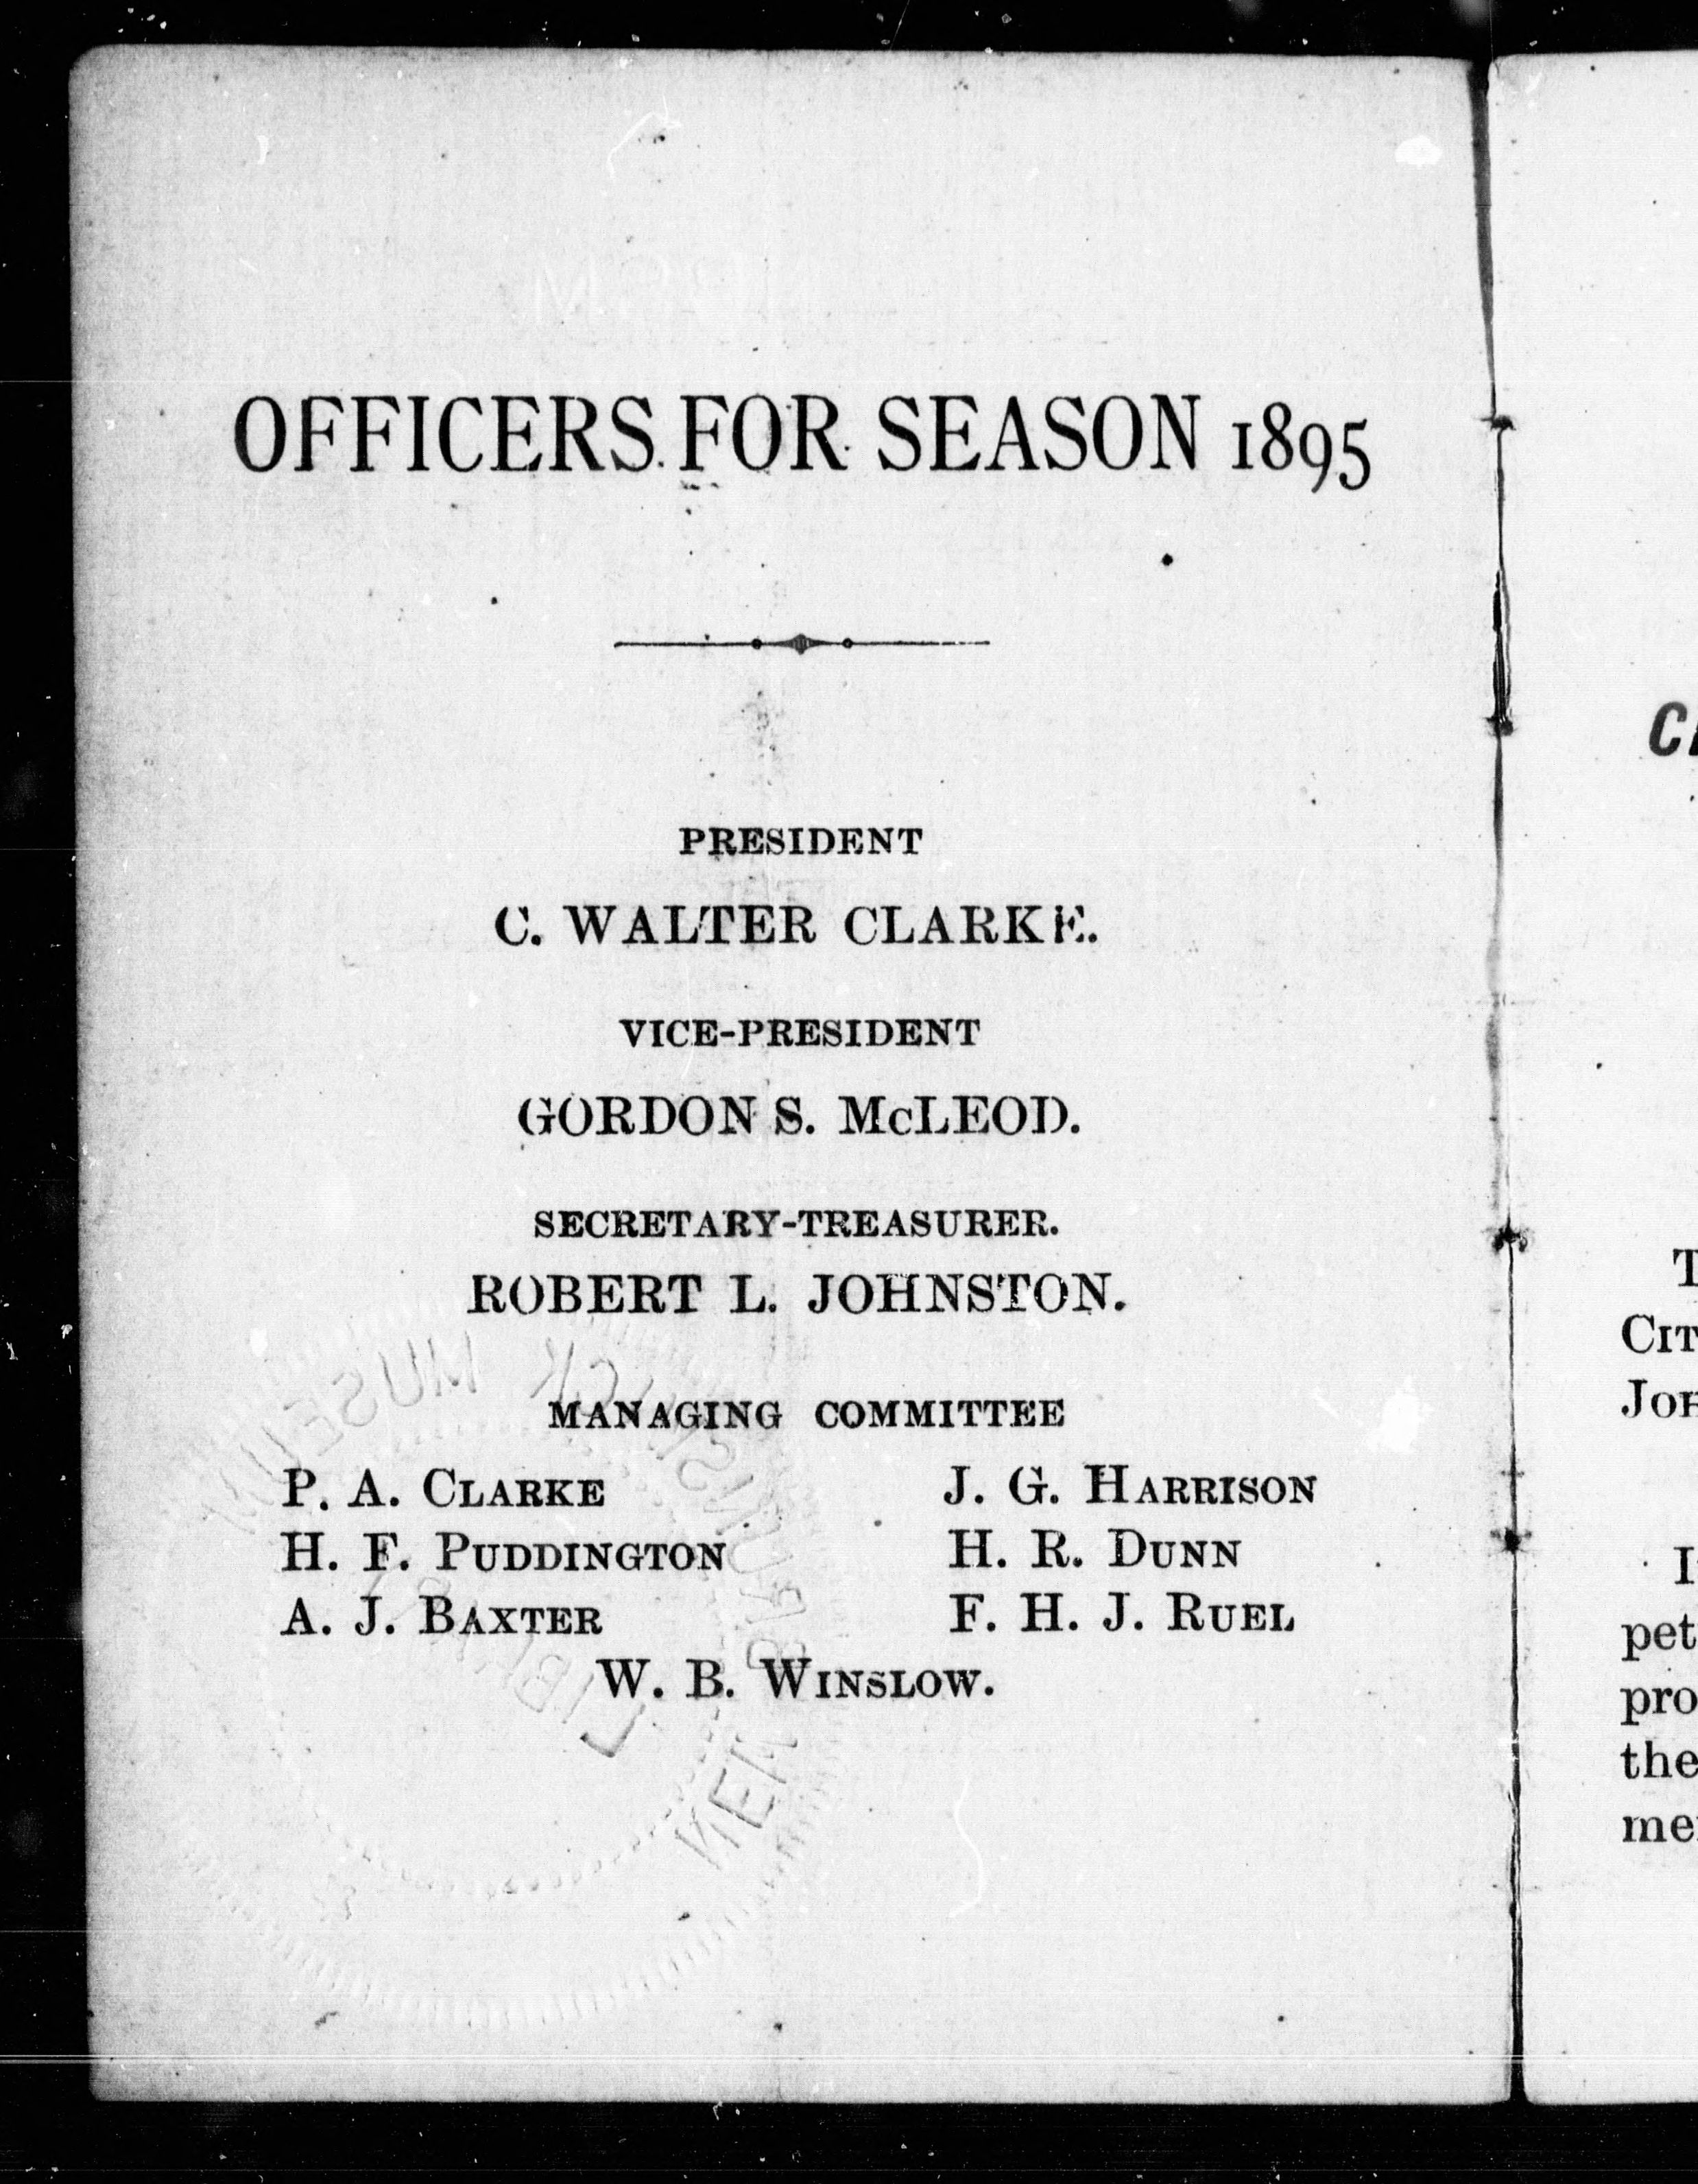 OFFICERS FOR SEASON 1895
PRESIDENT
C. WALTER CLARKE.
VICE-PRESIDENT
GORDON S. McLEOD.
SECRETARY-TREASURER.
ROBERT L. JOHNSTON.
MANAGING COMMITTEE
P. A. CLARKE J. G. HARRISON
H. F. PUDDINGTON H. R. DUNN
A. J. BAXTER F. H. J. RUEL
W. B. WINSLOW.